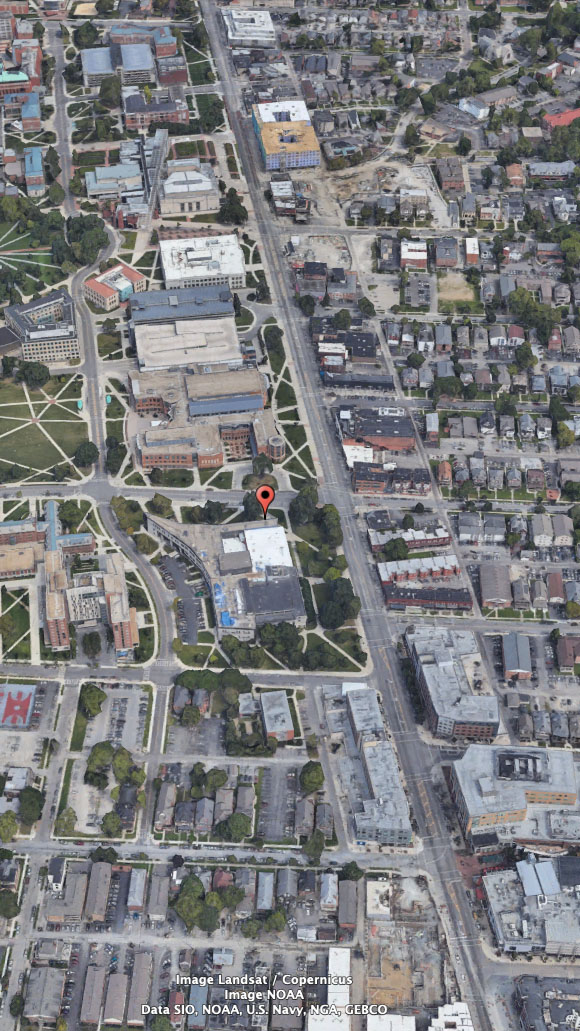 Image Landsat / Copernicus
Image NOAA
Data SIO, NOAA, U.S. Navy, NGA, GEBCO